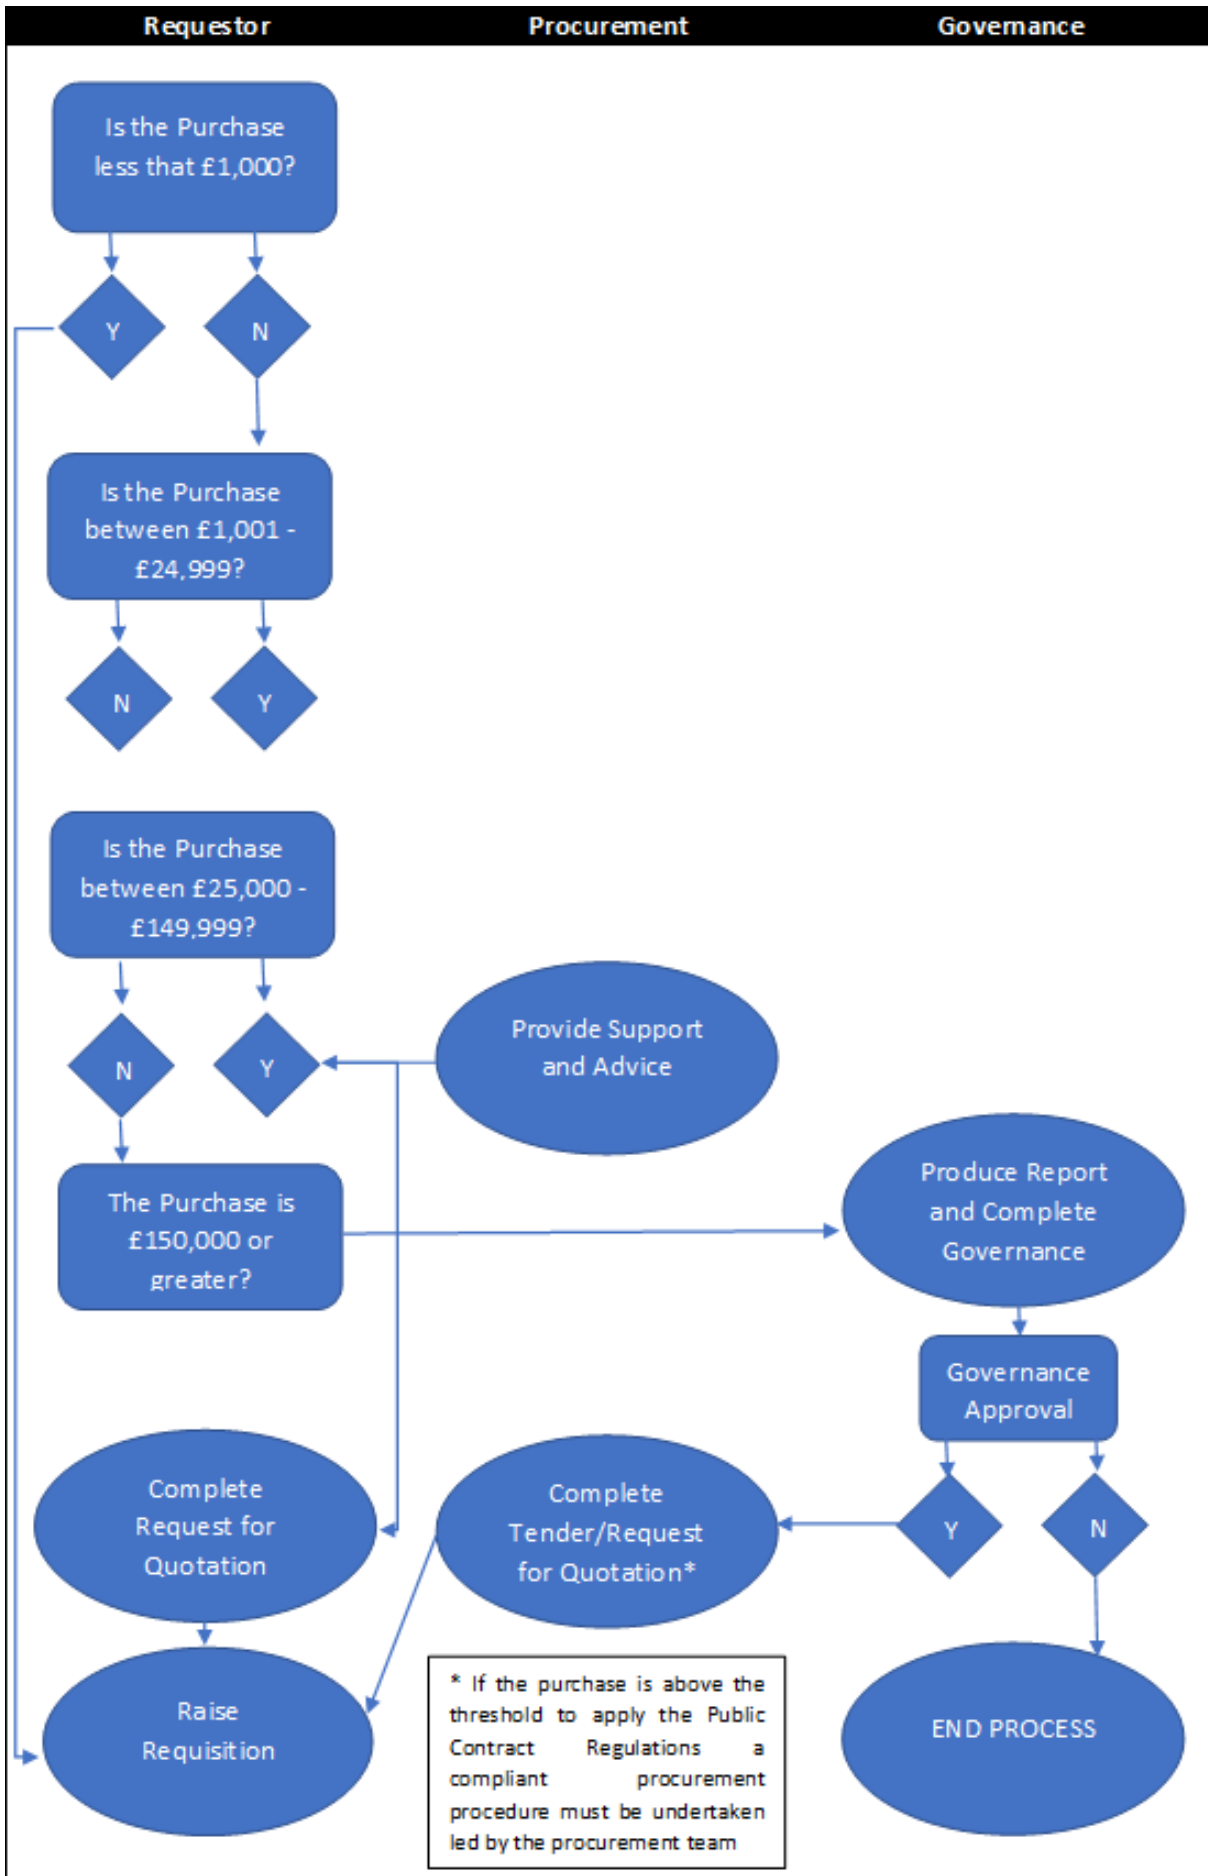 Requestor
Procurement
Governance
Is the Purchase
less that £1,000?
Y
N
Is the Purchase
between £1,001 -
£24,999?
N
Y
Is the Purchase
between £25,000 -
£149,999?
N
Y
Provide Support
and Advice
The Purchase is
£150,000 or
greater?
Produce Report
and Complete
Governance
Governance
Approval
Y
N
Complete
Request for
Quotation
Complete
Tender/Request
for Quotation*
Raise
Requisition
* If the purchase is above the
threshold to apply the Public
Contract Regulations a
compliant procurement
procedure must be undertaken
led by the procurement team
END PROCESS